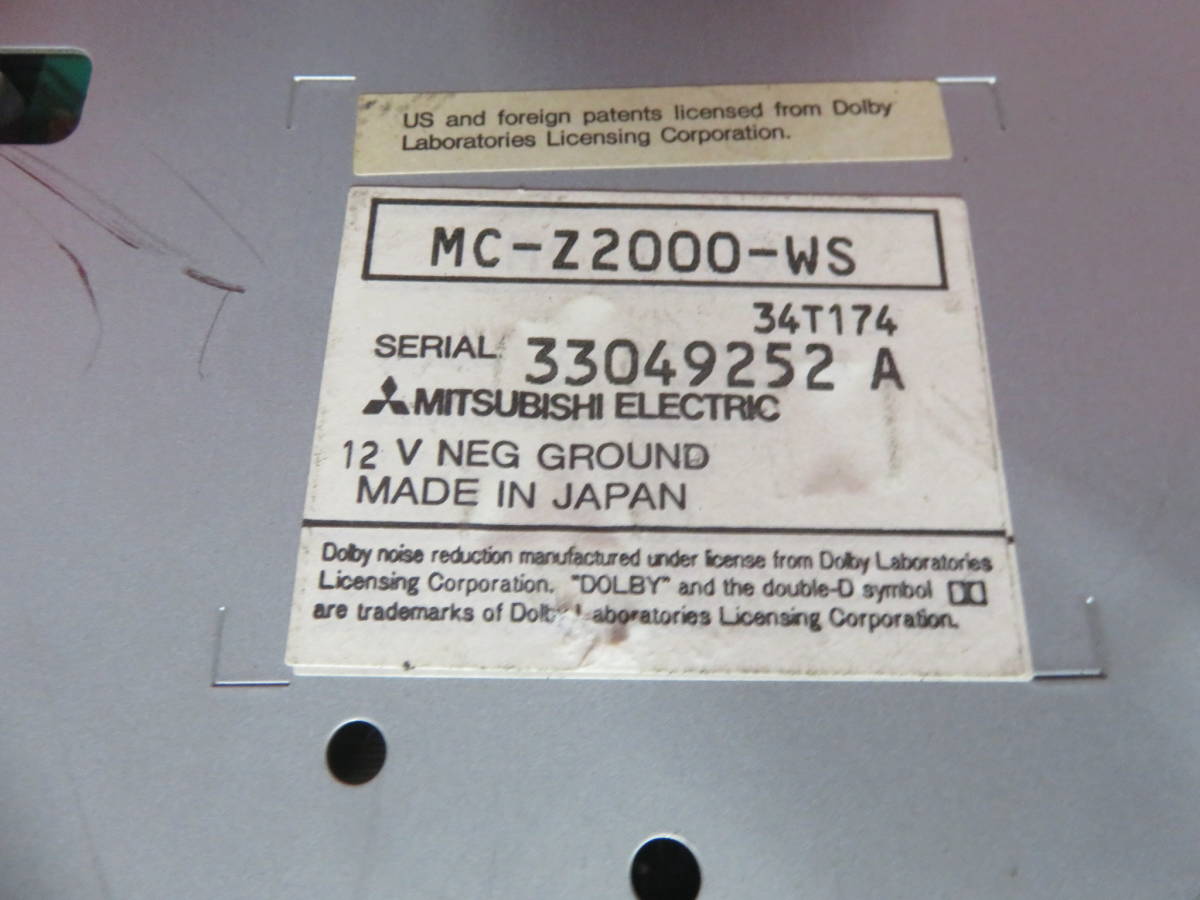 US and foreign patents licensed from Dolby
Laboratories Licensing Corporation.
MC-Z2000-WS
34T174
SERIAL 33049252 A
MITSUBISHI ELECTRIC
12 V NEG GROUND
MADE IN JAPAN
Dolby noise reduction manufactured under license from Dolby Laboratories
Licensing Corporation. "DOLBY" and the double-D symbol
are trademarks of Dolby Laboratories Licensing Corporation.